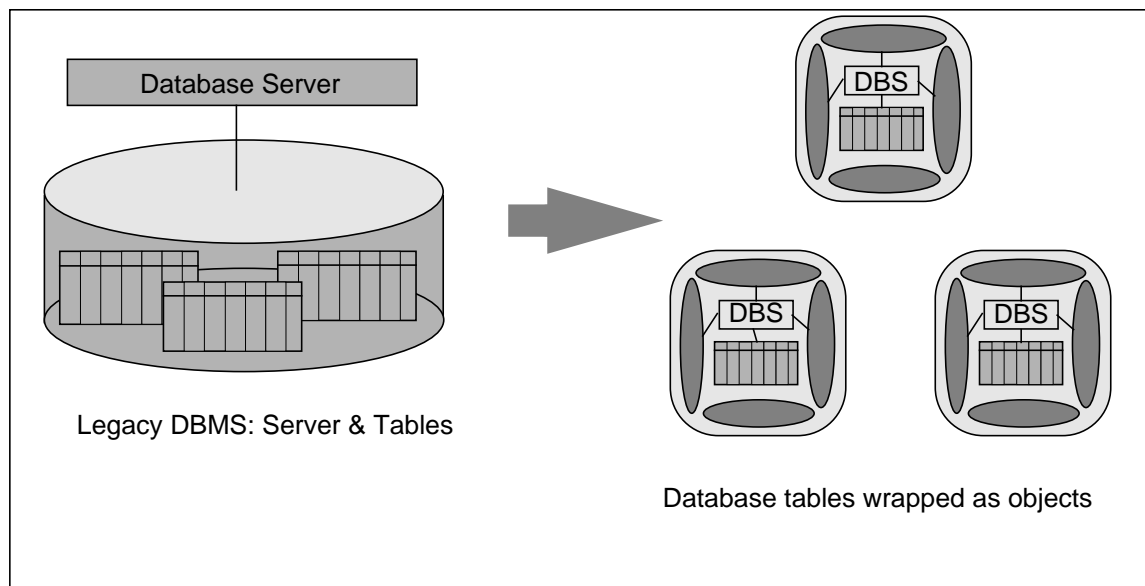 Database Server
Legacy DBMS: Server & Tables
DBS
DBS
DBS
Database tables wrapped as objects